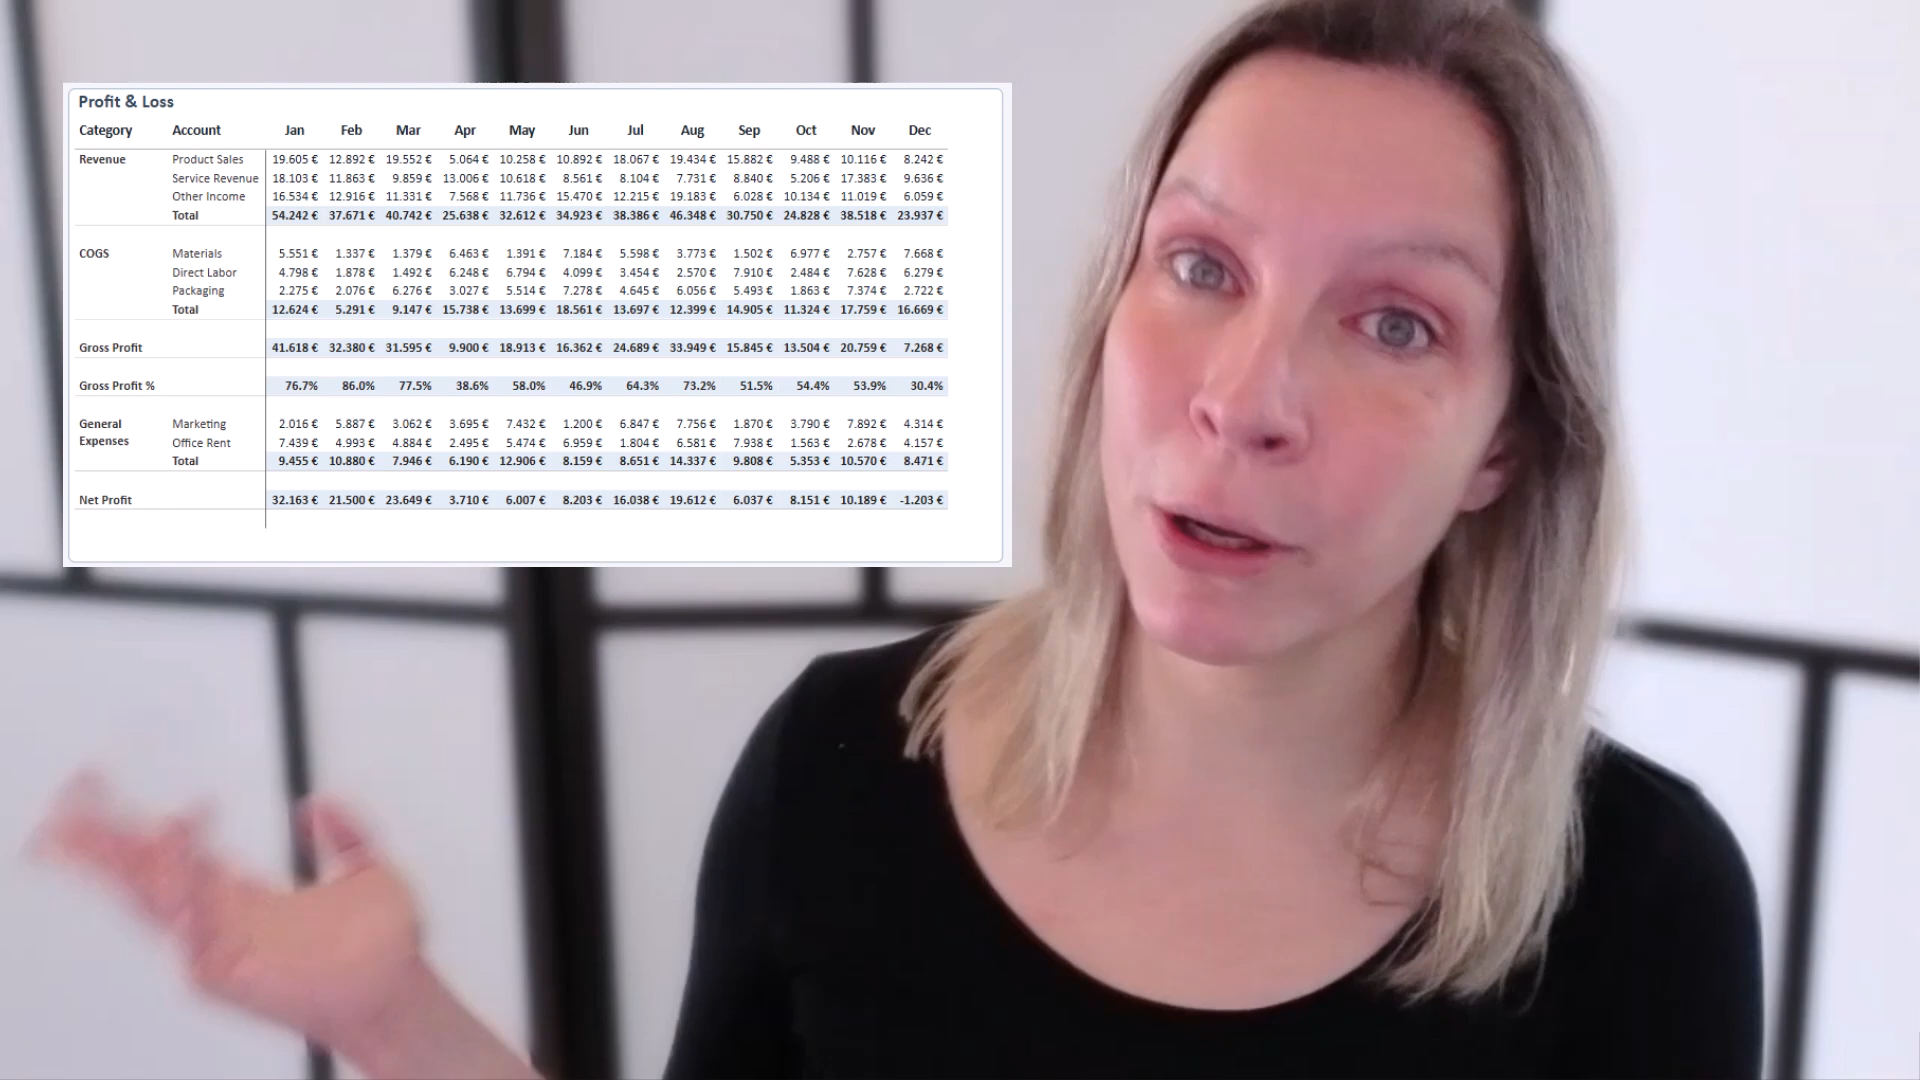 Profit & Loss
Category Account Jan Feb Mar Apr May Jun Jul Aug Sep Oct Nov Dec
Revenue Product Sales 19.605 € 12.892 € 19.552 € 5.064 € 10.258 € 10.892 € 18.067 € 19.434 € 15.882 € 9.488 € 10.116 € 8.242 €
Service Revenue 18.103 € 11.863 € 9.859 € 13.006 € 10.618 € 8.561 € 8.104 € 7.731 € 8.840 € 5.206 € 17.383 € 9.636 €
Other Income 16.534 € 12.916 € 11.331 € 7.568 € 11.736 € 15.470 € 12.215 € 19.183 € 6.028 € 10.134 € 11.019 € 6.059 €
Total 54.242 € 37.671 € 40.742 € 25.638 € 32.612 € 34.923 € 38.386 € 46.348 € 30.750 € 24.828 € 38.518 € 23.937 €
COGS Materials 5.551 € 1.337 € 1.379 € 6.463 € 1.391 € 7.184 € 5.598 € 3.773 € 1.502 € 6.977 € 2.757 € 7.668 €
Direct Labor 4.798 € 1.878 € 1.492 € 6.248 € 6.794 € 4.099 € 3.454 € 2.570 € 7.910 € 2.484 € 7.628 € 6.279 €
Packaging 2.275 € 2.076 € 6.276 € 3.027 € 5.514 € 7.278 € 4.645 € 6.056 € 5.493 € 1.863 € 7.374 € 2.722 €
Total 12.624 € 5.291 € 9.147 € 15.738 € 13.699 € 18.561 € 13.697 € 12.399 € 14.905 € 11.324 € 17.759 € 16.669 €
Gross Profit 41.618 € 32.380 € 31.595 € 9.900 € 18.913 € 16.362 € 24.689 € 33.949 € 15.845 € 13.504 € 20.759 € 7.268 €
Gross Profit % 76.7% 86.0% 77.5% 38.6% 58.0% 46.9% 64.3% 73.2% 51.5% 54.4% 53.9% 30.4%
General Marketing 2.016 € 5.887 € 3.062 € 3.695 € 7.432 € 1.200 € 6.847 € 7.756 € 1.870 € 3.790 € 7.892 € 4.314 €
Expenses Office Rent 7.439 € 4.993 € 4.884 € 2.495 € 5.474 € 6.959 € 1.804 € 6.581 € 7.938 € 1.563 € 2.678 € 4.157 €
Total 9.455 € 10.880 € 7.946 € 6.190 € 12.906 € 8.159 € 8.651 € 14.337 € 9.808 € 5.353 € 10.570 € 8.471 €
Net Profit 32.163 € 21.500 € 23.649 € 3.710 € 6.007 € 8.203 € 16.038 € 19.612 € 6.037 € 8.151 € 10.189 € -1.203 €